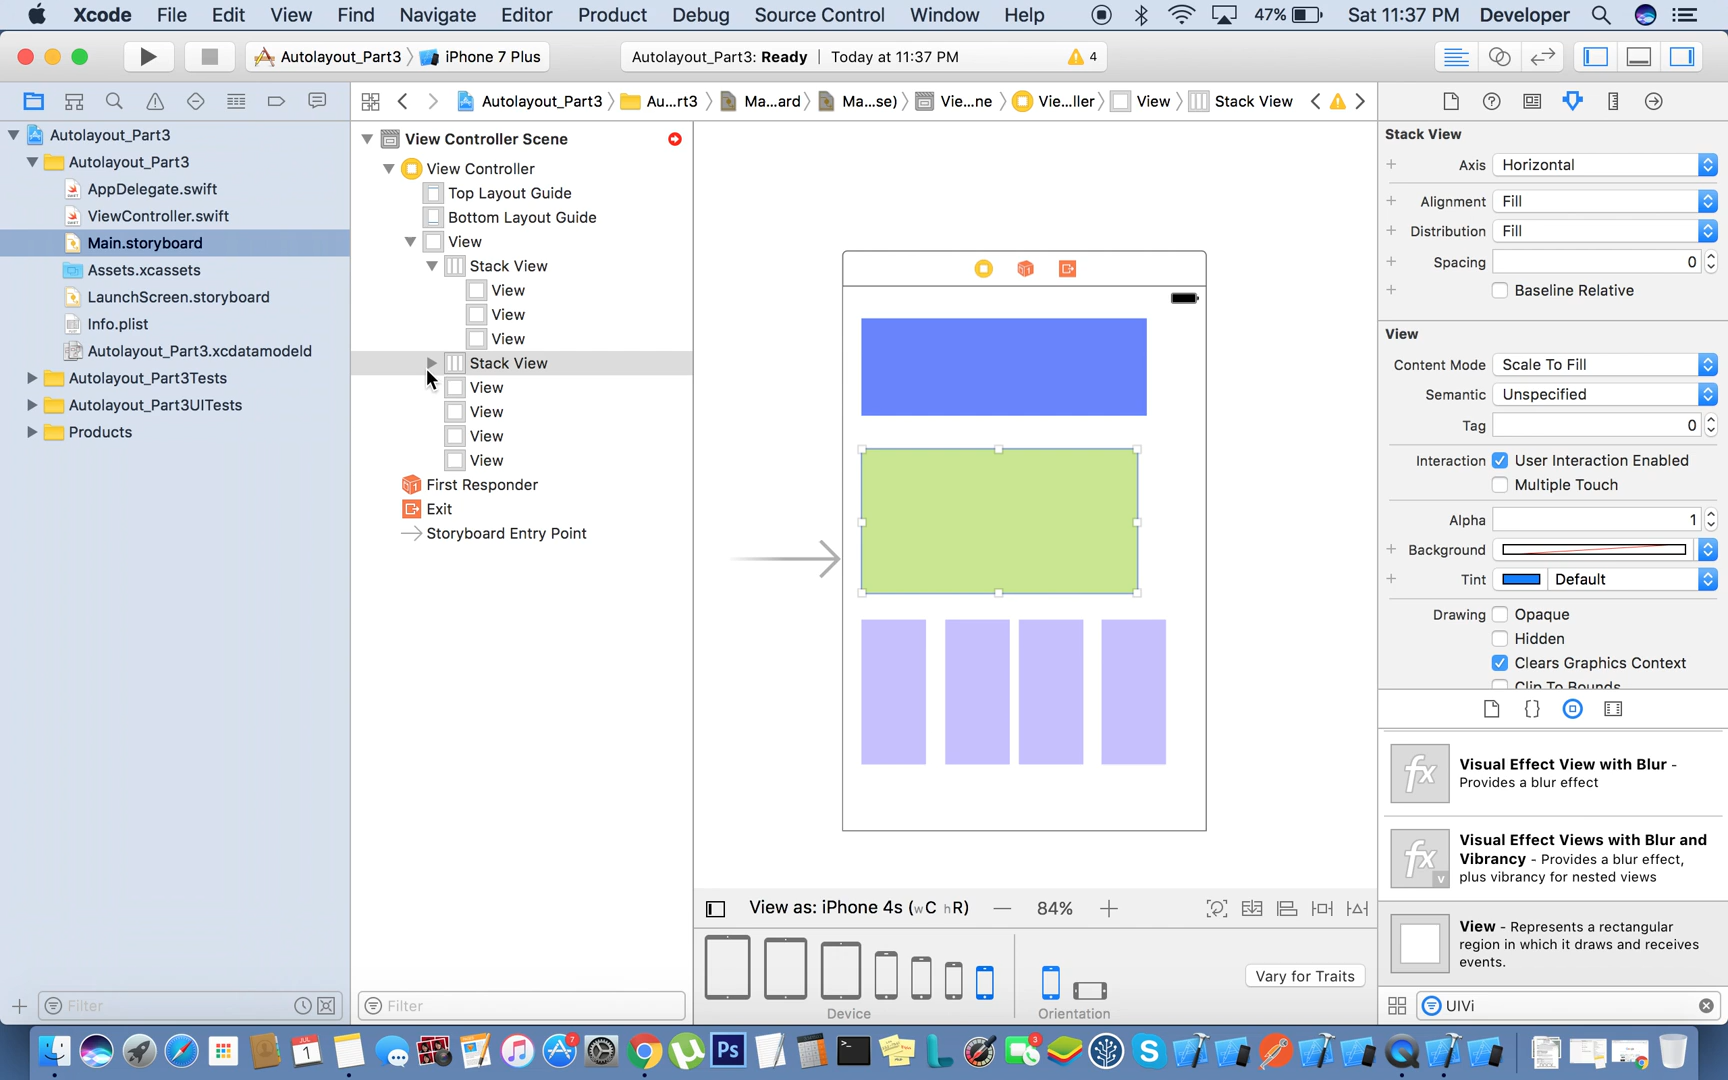 Xcode File Edit View Find Navigate Editor Product Debug Source Control Window Help 47% Sat 11:37 PM Developer
Autolayout_Part3 iPhone 7 Plus Autolayout_Part3: Ready Today at 11:37 PM 4
Autolayout_Part3 Au...rt3 Ma...ard Ma...se) Vie...ne Vie...ller View Stack View
Autolayout_Part3
Autolayout_Part3
AppDelegate.swift
ViewController.swift
Main.storyboard
Assets.xcassets
LaunchScreen.storyboard
Info.plist
Autolayout_Part3.xcdatamodeld
Autolayout_Part3Tests
Autolayout_Part3UITests
Products
Filter
View Controller Scene
View Controller
Top Layout Guide
Bottom Layout Guide
View
Stack View
View
View
View
Stack View
View
View
View
View
First Responder
Exit
Storyboard Entry Point
Filter
View as: iPhone 4s (wC hR) 84%
Device
Orientation
Vary for Traits
Stack View
Axis Horizontal
Alignment Fill
Distribution Fill
Spacing 0
Baseline Relative
View
Content Mode Scale To Fill
Semantic Unspecified
Tag 0
Interaction User Interaction Enabled
Multiple Touch
Alpha 1
Background
Tint Default
Drawing Opaque
Hidden
Clears Graphics Context
Clip To Bounds
Visual Effect View with Blur -
Provides a blur effect
Visual Effect Views with Blur and
Vibrancy - Provides a blur effect,
plus vibrancy for nested views
View - Represents a rectangular
region in which it draws and receives
events.
UIVi
JUL
1
7
Ps
3